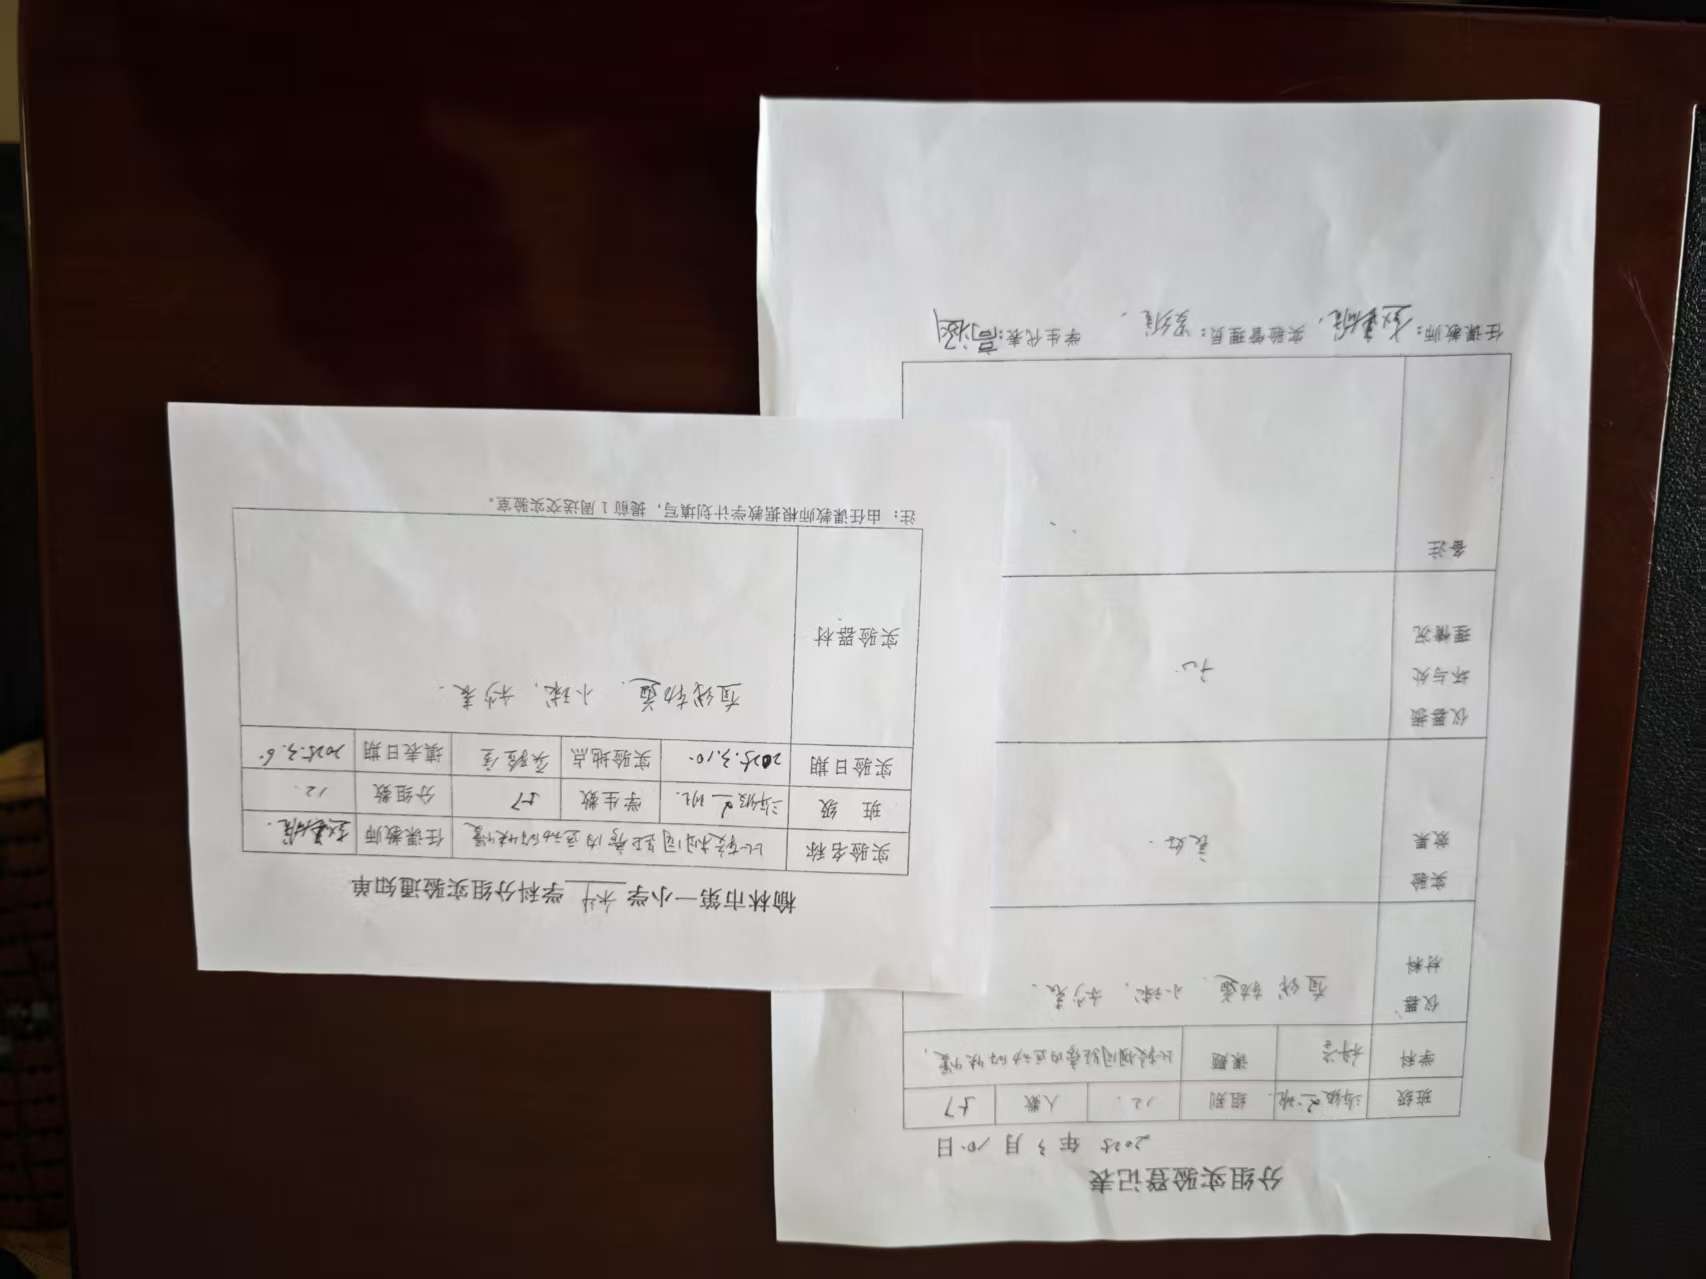 榆林市第一小学 科 学科分组实验通知单
实验名称 比较相同距离内运动的快慢 任课教师
班 级 三年级2班. 学生数 57 分组数 12.
实验日期 2025.3.10. 实验地点 实验室 填表日期 2025.3.6.
实验器材 直线轨道. 小球. 秒表.
注：由任课教师根据教学计划填写，提前1周送交实验室。
分组实验登记表
2025 年 3 月 10.日
班级 组别 12. 人数 57
学科 科学 课题 比较相同距离内运动的快慢.
仪器材料 直线轨道. 小球. 秒表.
实验效果 良好.
仪器损坏与处理情况 无
备注
任课教师： 实验管理员： 学生代表：高涵